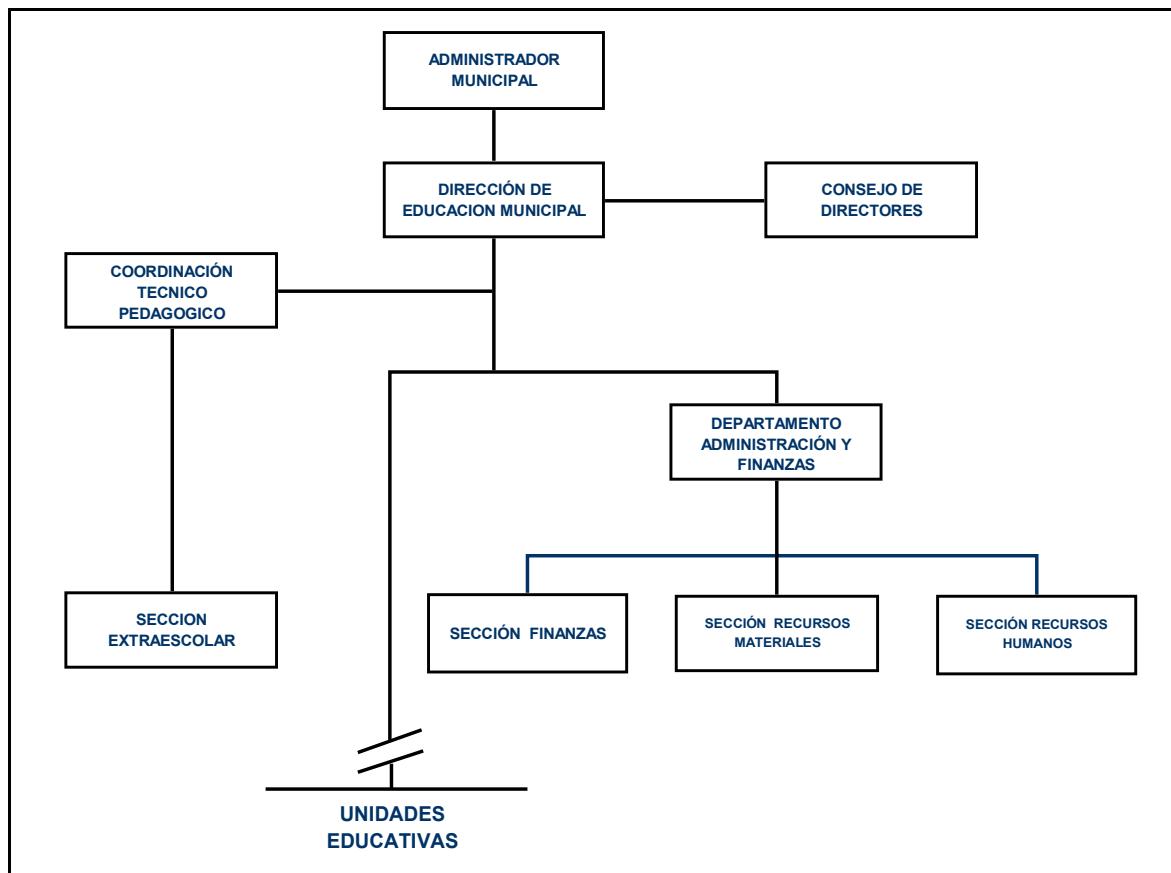 ADMINISTRADOR
MUNICIPAL
DIRECCIÓN DE
EDUCACION MUNICIPAL
CONSEJO DE
DIRECTORES
COORDINACIÓN
TECNICO
PEDAGOGICO
DEPARTAMENTO
ADMINISTRACIÓN Y
FINANZAS
SECCION
EXTRAESCOLAR
SECCIÓN FINANZAS
SECCIÓN RECURSOS
MATERIALES
SECCIÓN RECURSOS
HUMANOS
UNIDADES
EDUCATIVAS